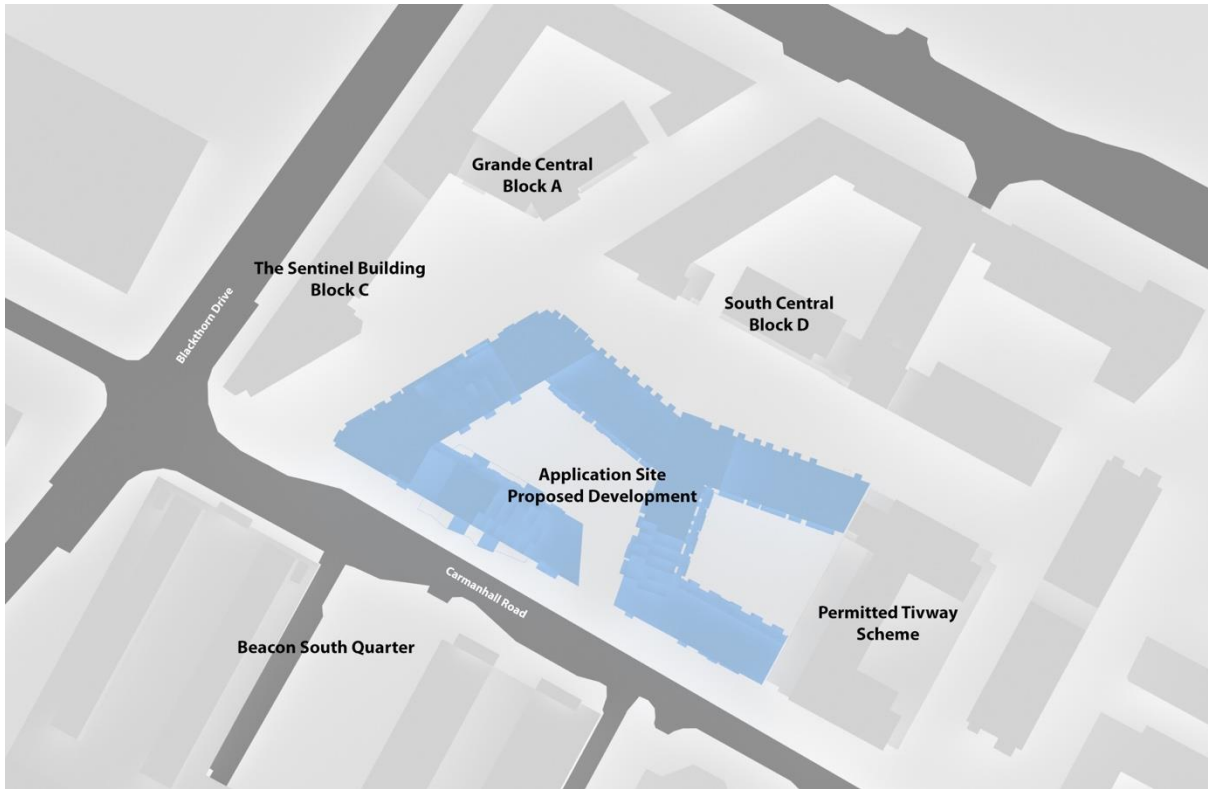 Grande Central
Block A
The Sentinel Building
Block C
Blackthorn Drive
South Central
Block D
Application Site
Proposed Development
Carmanhall Road
Permitted Tivway
Scheme
Beacon South Quarter